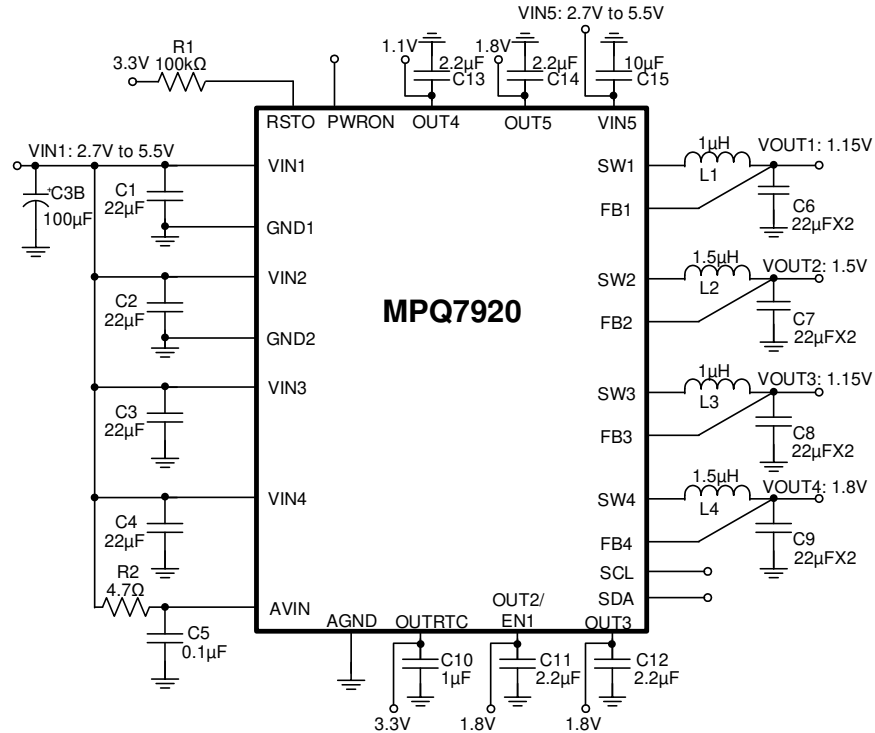 VIN5: 2.7V to 5.5V
R1
100kΩ
3.3V
1.1V
2.2µF
C13
1.8V
2.2µF
C14
10µF
C15
RSTO
PWRON
OUT4
OUT5
VIN5
VIN1: 2.7V to 5.5V
+
C3B
100µF
C1
22µF
VIN1
GND1
C2
22µF
VIN2
GND2
C3
22µF
VIN3
C4
22µF
VIN4
R2
4.7Ω
AVIN
C5
0.1µF
MPQ7920
SW1
1µH
L1
VOUT1: 1.15V
FB1
C6
22µFX2
SW2
1.5µH
L2
VOUT2: 1.5V
FB2
C7
22µFX2
SW3
1µH
L3
VOUT3: 1.15V
FB3
C8
22µFX2
SW4
1.5µH
L4
VOUT4: 1.8V
FB4
C9
22µFX2
SCL
SDA
AGND
OUTRTC
OUT2/
EN1
OUT3
C10
1µF
3.3V
C11
2.2µF
1.8V
C12
2.2µF
1.8V